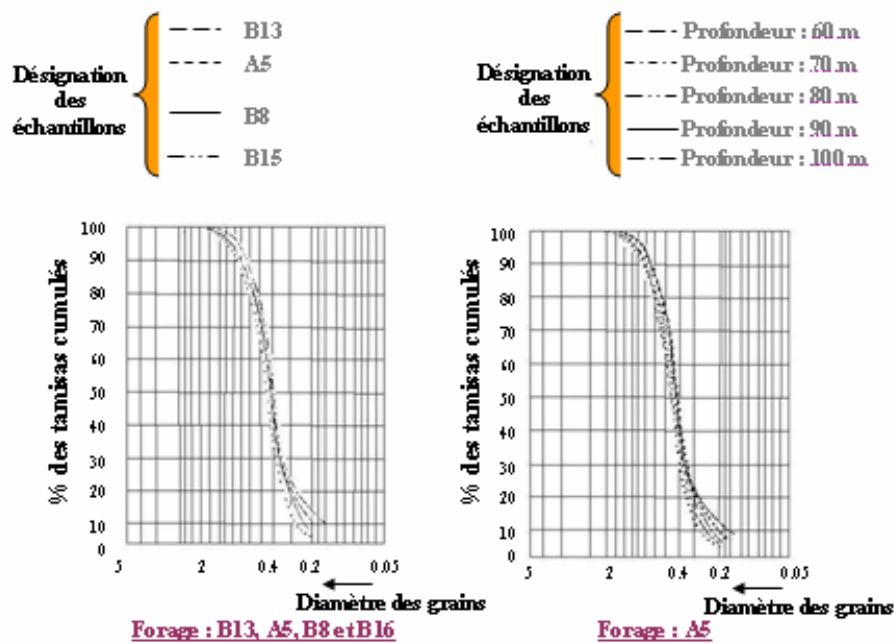 Désignation
des
échantillons
B13
A5
B8
B15
Désignation
des
échantillons
Profondeur : 60 m
Profondeur : 70 m
Profondeur : 80 m
Profondeur : 90 m
Profondeur : 100 m
% des tamisas cumulés
100
90
80
70
60
50
40
30
20
10
0
5 2 0.4 0.2 0.05
Diamètre des grains
Forage : B13, A5, B8 et B16
% des tamisas cumulés
100
90
80
70
60
50
40
30
20
10
0
5 2 0.4 0.2 0.05
Diamètre des grains
Forage : A5